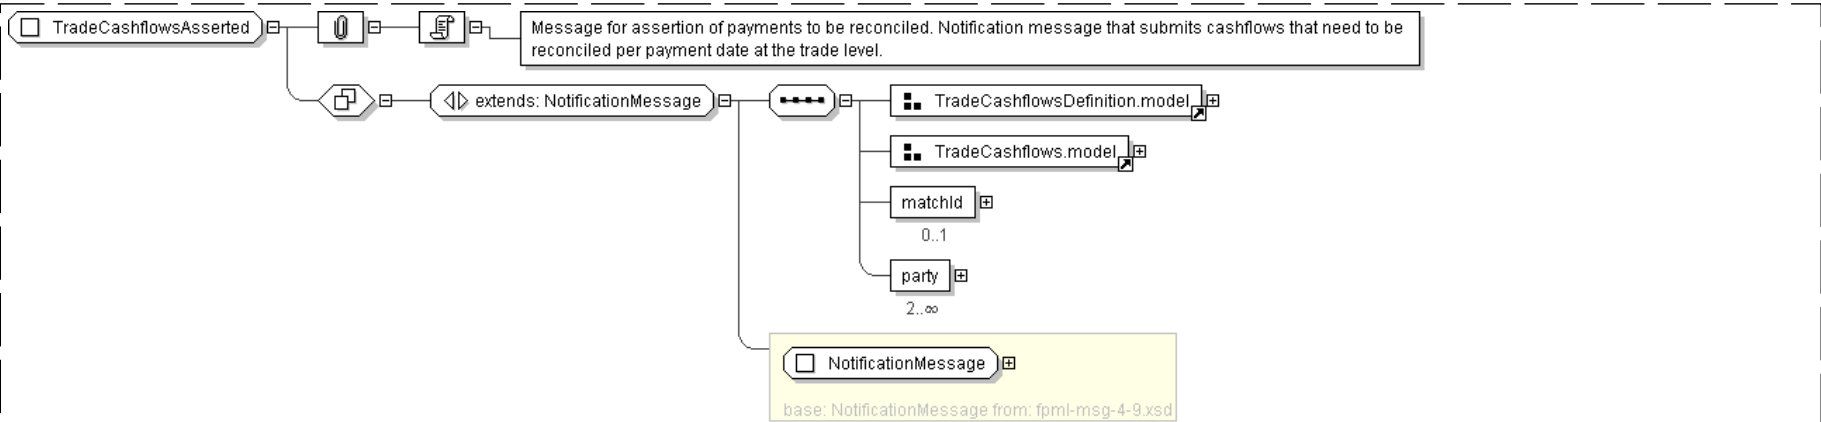 TradeCashflowsAsserted
Message for assertion of payments to be reconciled. Notification message that submits cashflows that need to be
reconciled per payment date at the trade level.
extends: NotificationMessage
TradeCashflowsDefinition.model
TradeCashflows.model
matchId
0..1
party
2..∞
NotificationMessage
base: NotificationMessage from: fpml-msg-4-9.xsd